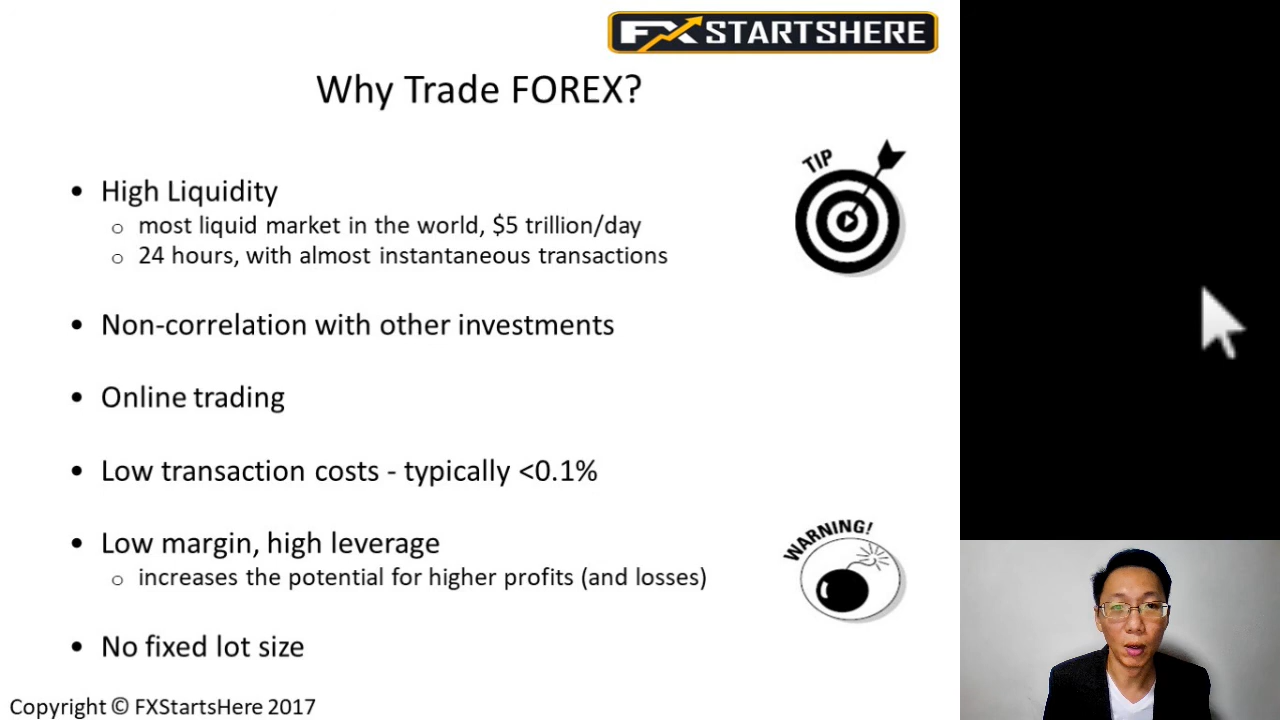 FX STARTSHERE
Why Trade FOREX?
TIP
• High Liquidity
o most liquid market in the world, $5 trillion/day
o 24 hours, with almost instantaneous transactions
• Non-correlation with other investments
• Online trading
• Low transaction costs - typically <0.1%
WARNING!
• Low margin, high leverage
o increases the potential for higher profits (and losses)
• No fixed lot size
Copyright © FXStartsHere 2017